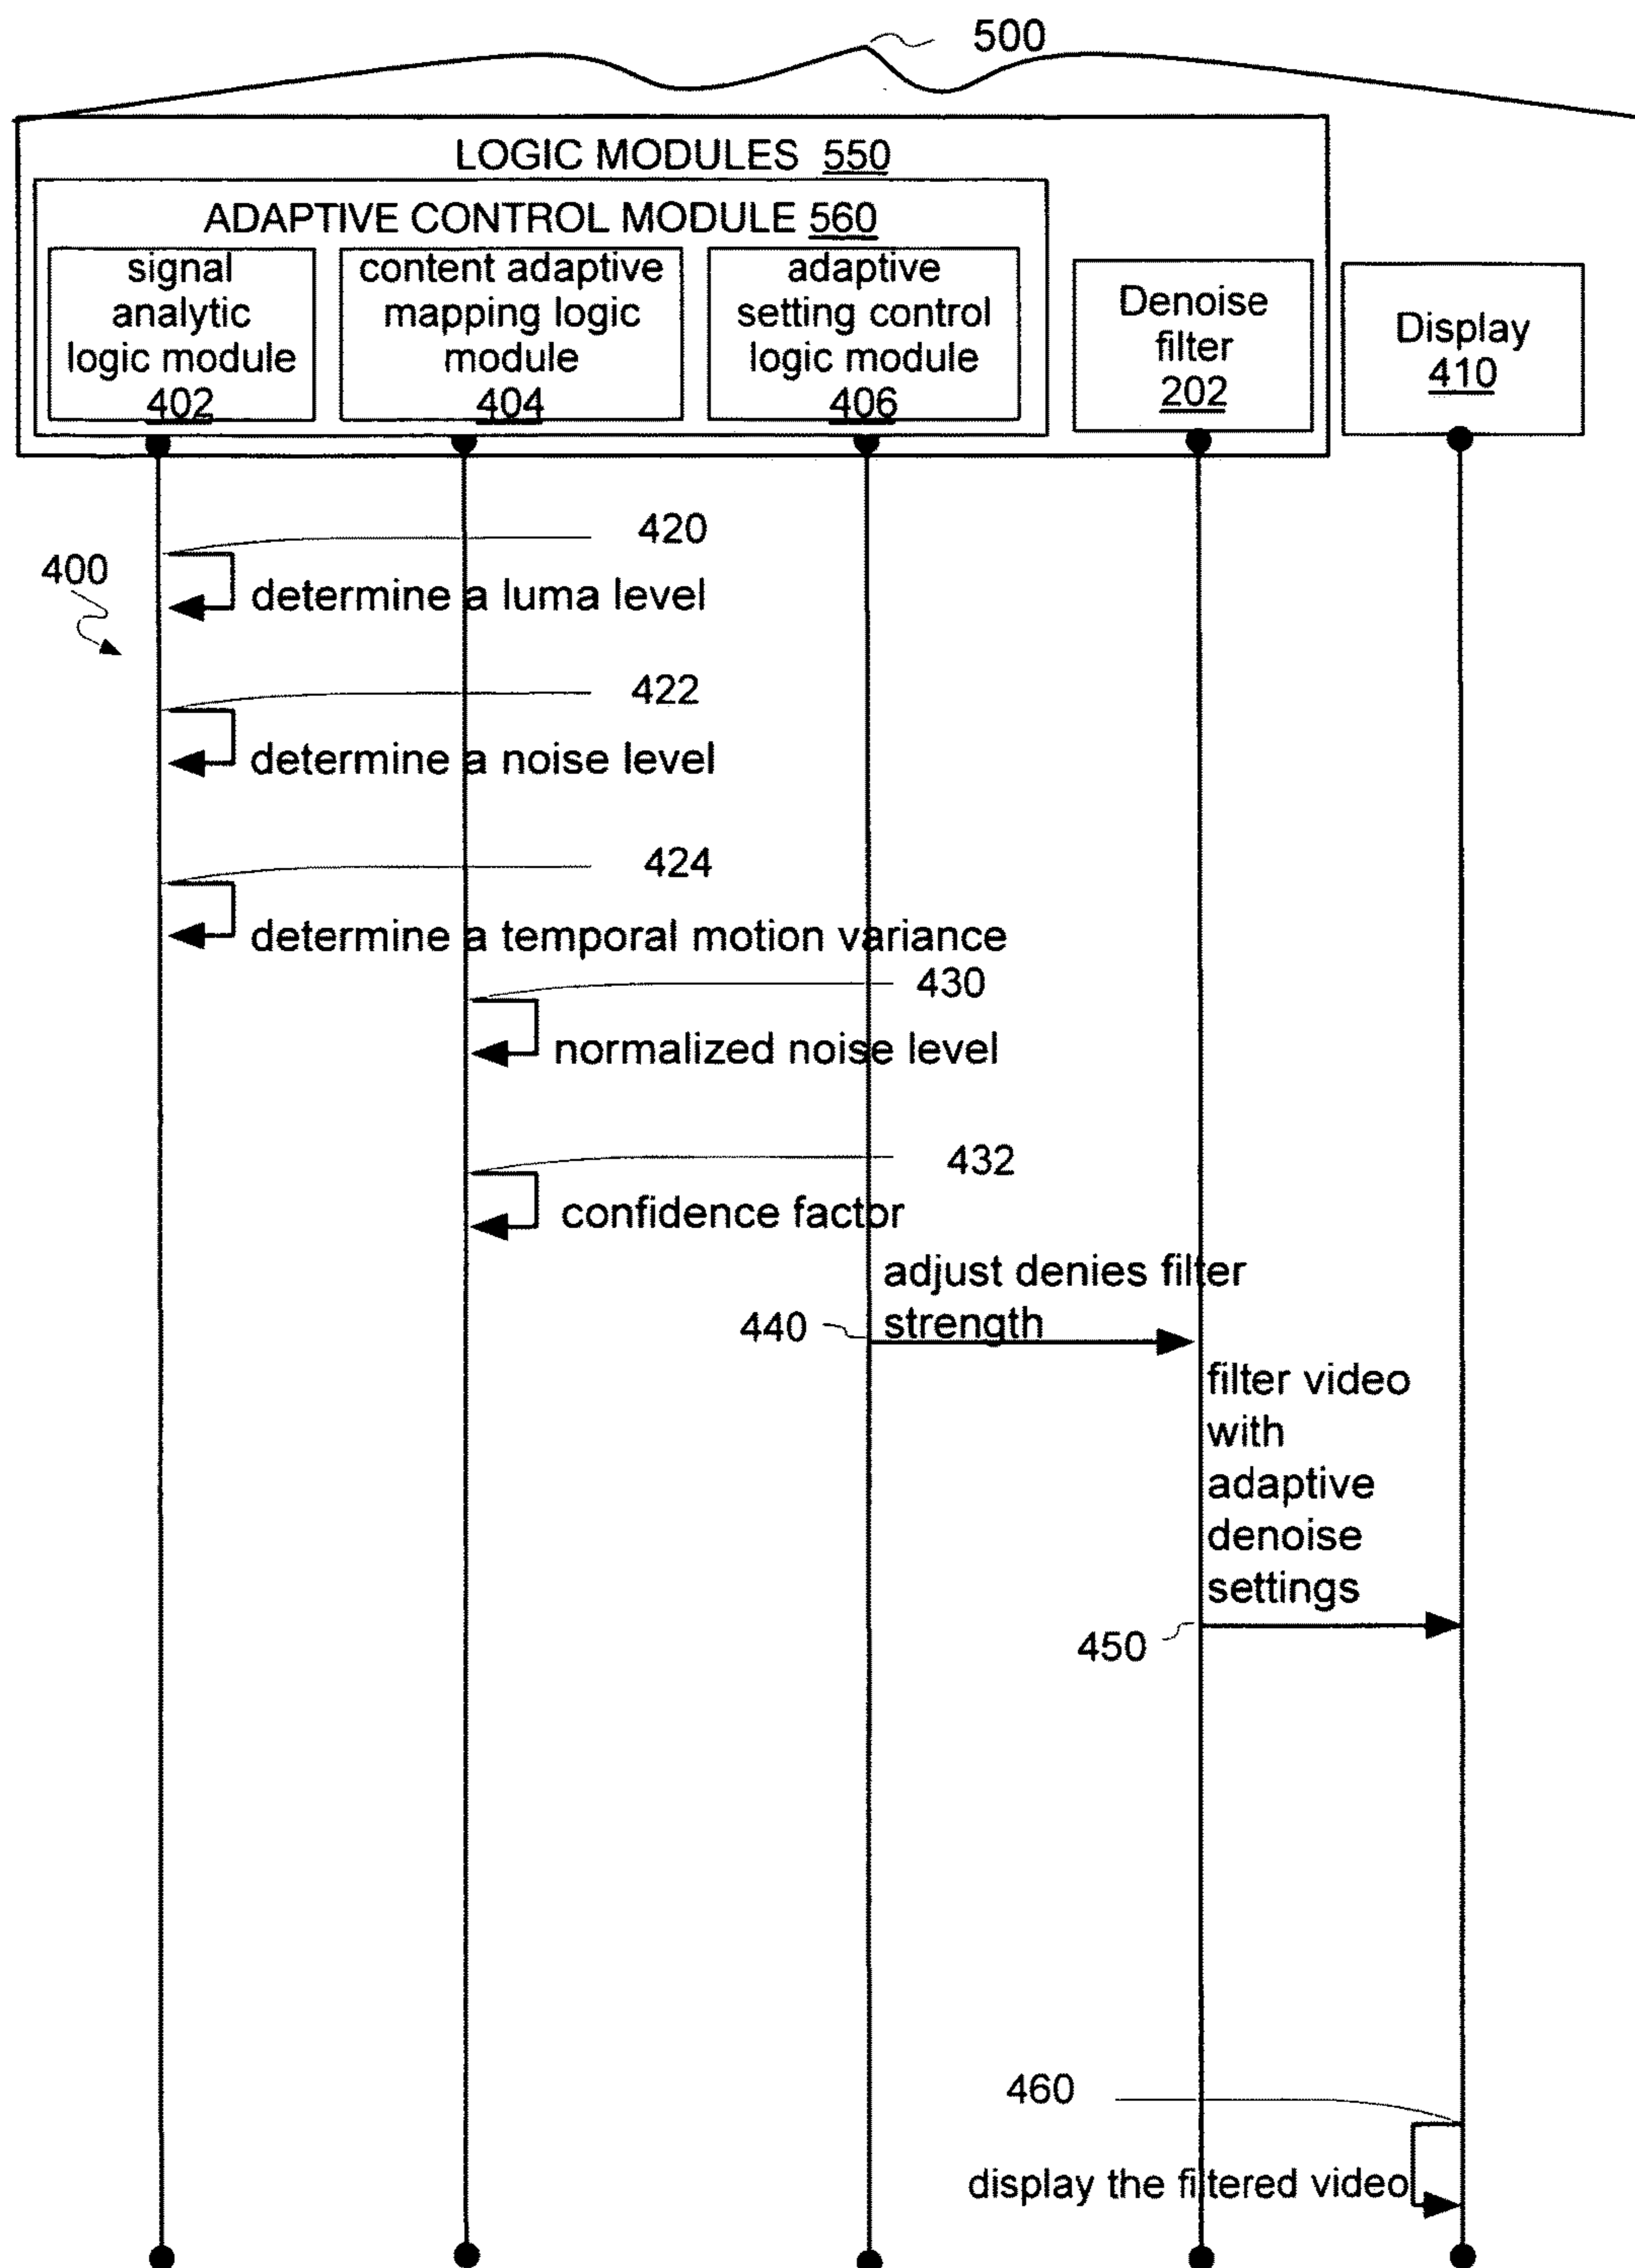 500
LOGIC MODULES 550
ADAPTIVE CONTROL MODULE 560
signal
analytic
logic module
402
content adaptive
mapping logic
module
404
adaptive
setting control
logic module
406
Denoise
filter
202
Display
410
400
420
determine a luma level
422
determine a noise level
424
determine a temporal motion variance
430
normalized noise level
432
confidence factor
adjust denies filter
strength
440
filter video
with
adaptive
denoise
settings
450
460
display the filtered video